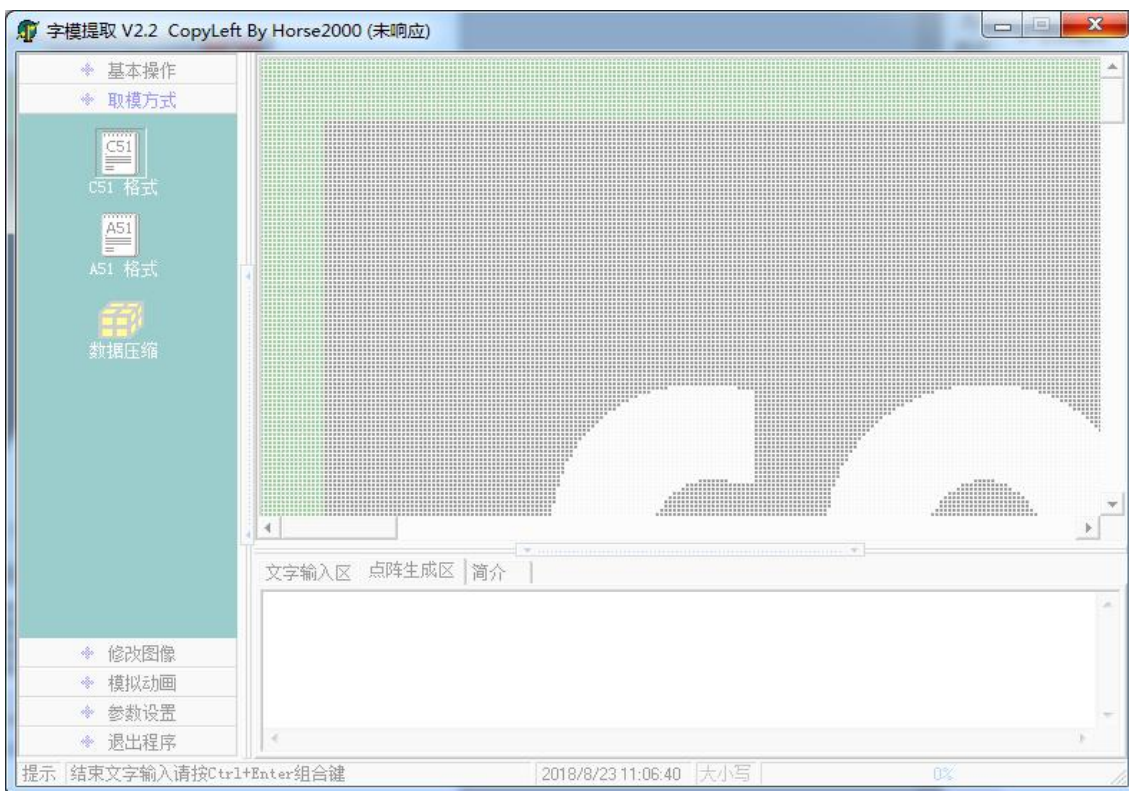 字模提取 V2.2 CopyLeft By Horse2000 (未响应)
基本操作
取模方式
C51
C51 格式
A51
A51 格式
数据压缩
修改图像
模拟动画
参数设置
退出程序
文字输入区 点阵生成区 简介
提示 结束文字输入请按Ctrl+Enter组合键 2018/8/23 11:06:40 大小写 0%